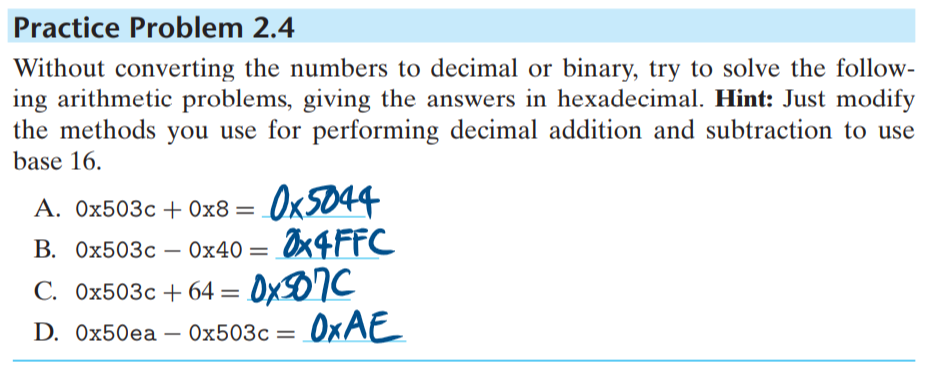 Practice Problem 2.4
Without converting the numbers to decimal or binary, try to solve the follow-
ing arithmetic problems, giving the answers in hexadecimal. Hint: Just modify
the methods you use for performing decimal addition and subtraction to use
base 16.
A. 0x503c + 0x8 = 0x5044
B. 0x503c − 0x40 = 0x4FFC
C. 0x503c + 64 = 0x507C
D. 0x50ea − 0x503c = 0xAE